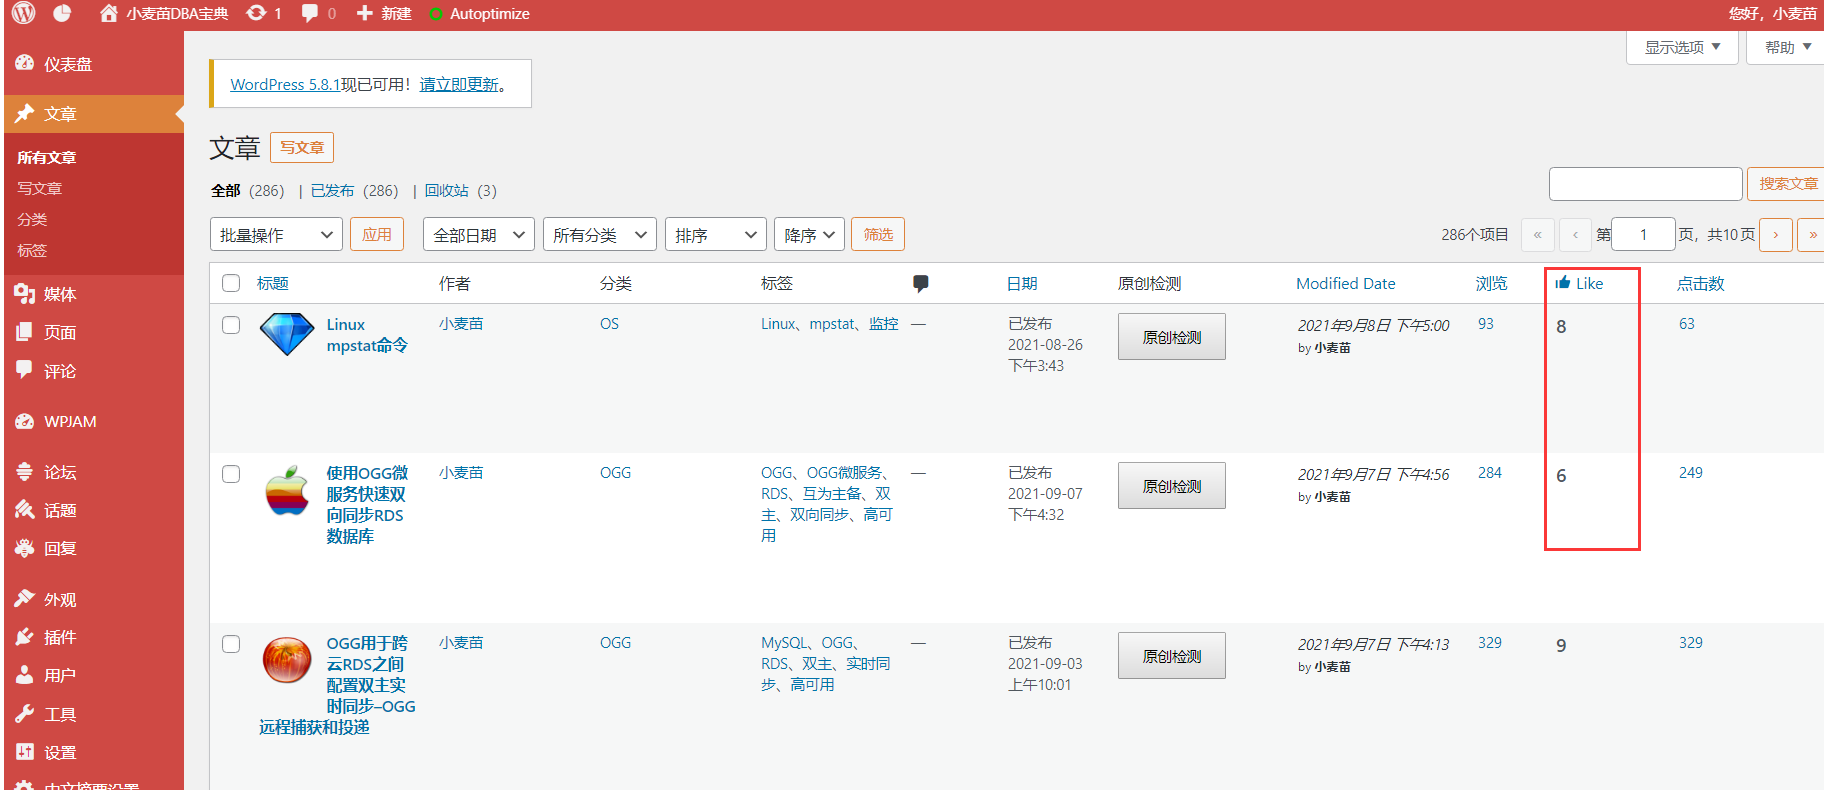 小麦苗DBA宝典 1 0 新建 Autoptimize 您好，小麦苗
显示选项 帮助
仪表盘
文章
所有文章
写文章
分类
标签
媒体
页面
评论
WPJAM
论坛
话题
回复
外观
插件
用户
工具
设置
中文摘要设置
WordPress 5.8.1现已可用！请立即更新。
文章 写文章
全部 (286) | 已发布 (286) | 回收站 (3)
搜索文章
批量操作 应用 全部日期 所有分类 排序 降序 筛选
286个项目 « ‹ 第 1 页，共10页 › »
标题 作者 分类 标签 日期 原创检测 Modified Date 浏览 Like 点击数
Linux
mpstat命令
小麦苗
OS
Linux、mpstat、监控
—
已发布
2021-08-26
下午3:43
原创检测
2021年9月8日 下午5:00
by 小麦苗
93
8
63
使用OGG微
服务快速双
向同步RDS
数据库
小麦苗
OGG
OGG、OGG微服务、
RDS、互为主备、双
主、双向同步、高可
用
—
已发布
2021-09-07
下午4:32
原创检测
2021年9月7日 下午4:56
by 小麦苗
284
6
249
OGG用于跨
云RDS之间
配置双主实
时同步–OGG
远程捕获和投递
小麦苗
OGG
MySQL、OGG、
RDS、双主、实时同
步、高可用
—
已发布
2021-09-03
上午10:01
原创检测
2021年9月7日 下午4:13
by 小麦苗
329
9
329